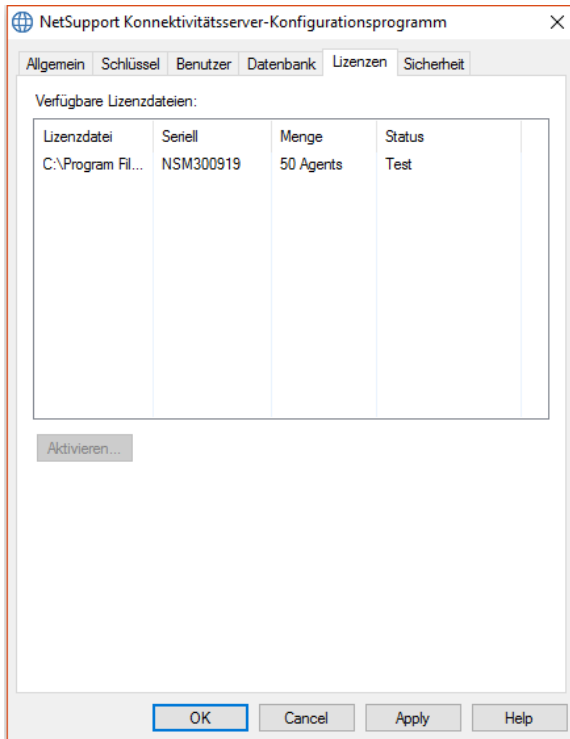 NetSupport Konnektivitätsserver-Konfigurationsprogramm
Allgemein Schlüssel Benutzer Datenbank Lizenzen Sicherheit
Verfügbare Lizenzdateien:
Lizenzdatei Seriell Menge Status
C:\Program Fil... NSM300919 50 Agents Test
Aktivieren...
OK Cancel Apply Help